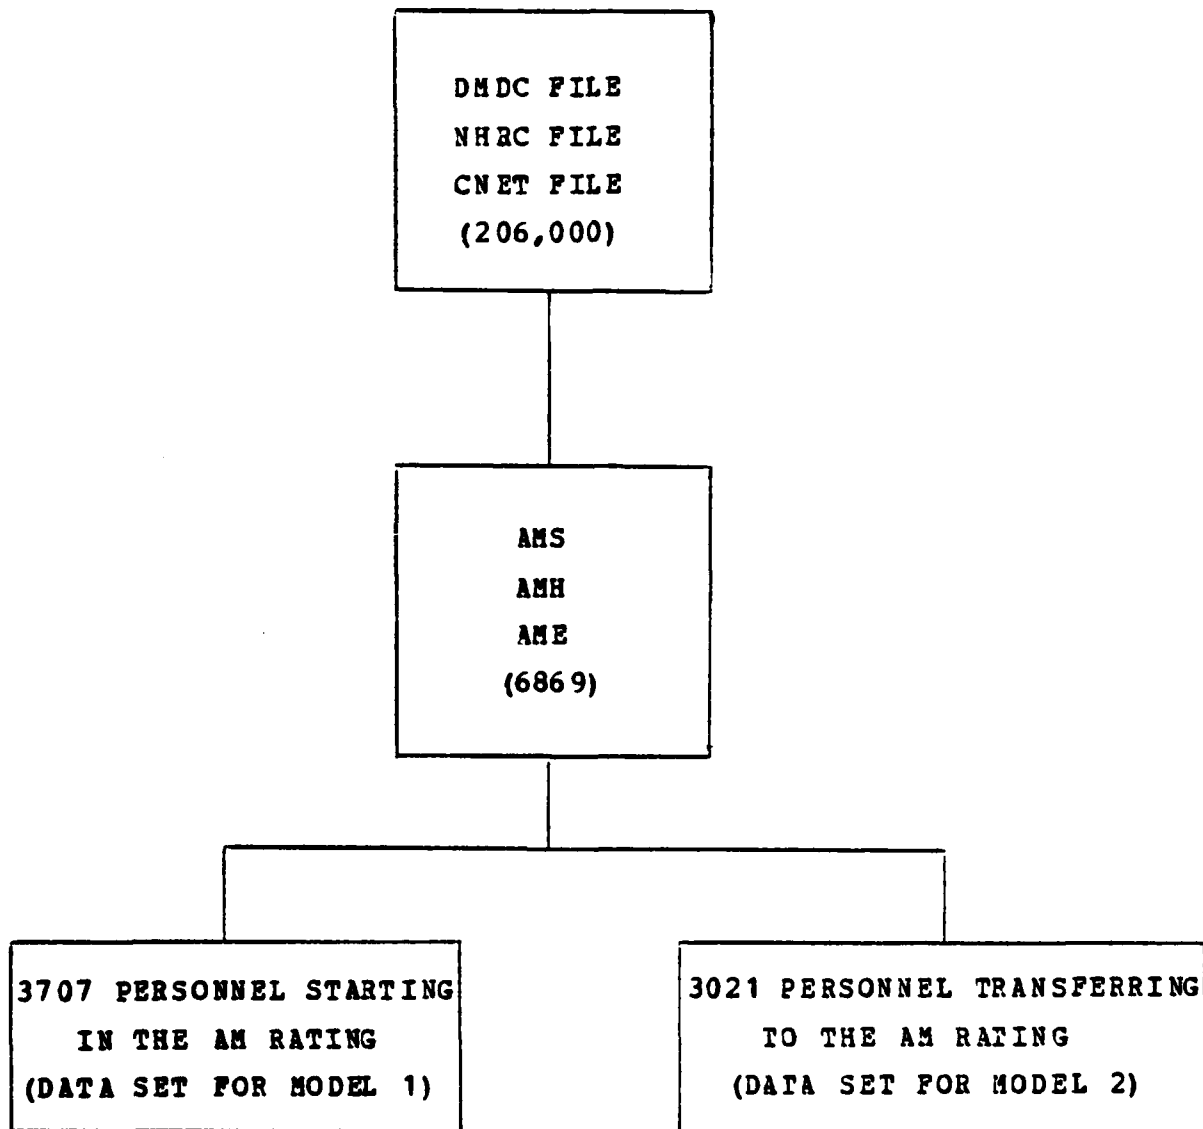 DMDC FILE
NHRC FILE
CNET FILE
(206,000)
AMS
AMH
AME
(6869)
3707 PERSONNEL STARTING
IN THE AM RATING
(DATA SET FOR MODEL 1)
3021 PERSONNEL TRANSFERRING
TO THE AM RATING
(DATA SET FOR MODEL 2)